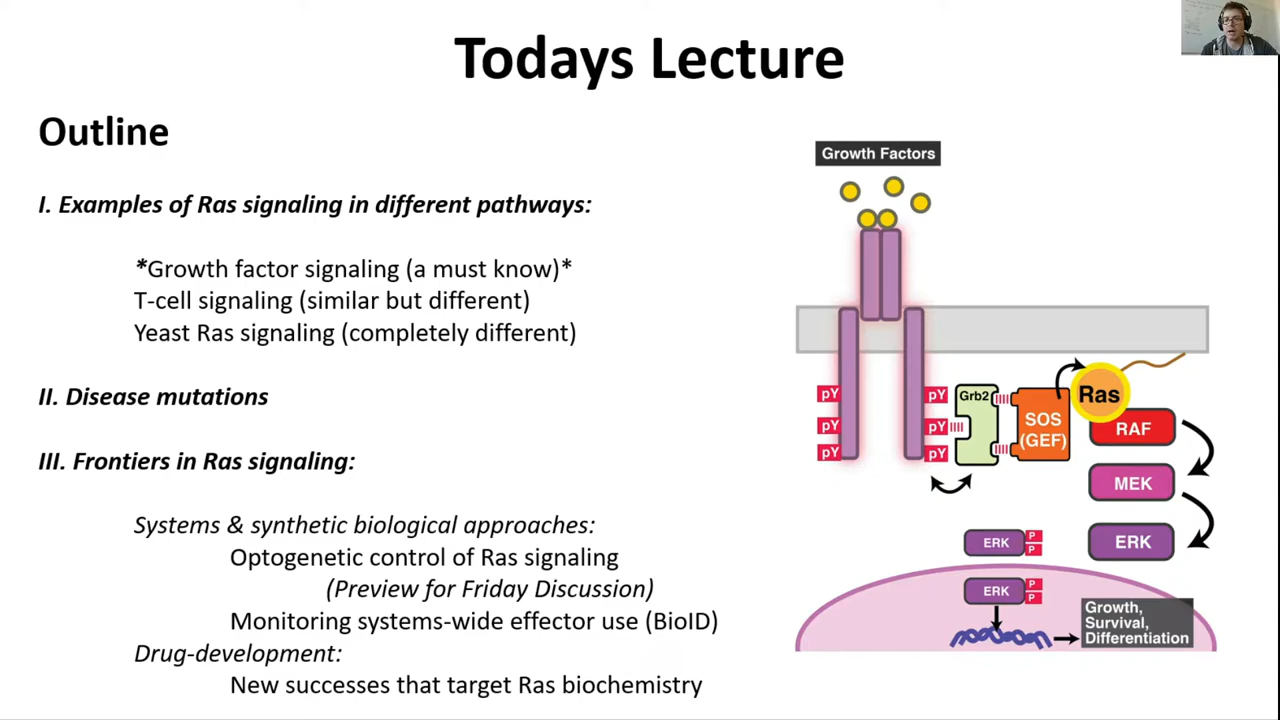 Todays Lecture
Outline
I. Examples of Ras signaling in different pathways:
*Growth factor signaling (a must know)*
T-cell signaling (similar but different)
Yeast Ras signaling (completely different)
II. Disease mutations
III. Frontiers in Ras signaling:
Systems & synthetic biological approaches:
Optogenetic control of Ras signaling
(Preview for Friday Discussion)
Monitoring systems-wide effector use (BioID)
Drug-development:
New successes that target Ras biochemistry
Growth Factors
pY
pY
pY
pY
pY
pY
Grb2
SOS
(GEF)
Ras
RAF
MEK
ERK
ERK
P
P
ERK
P
P
Growth,
Survival,
Differentiation